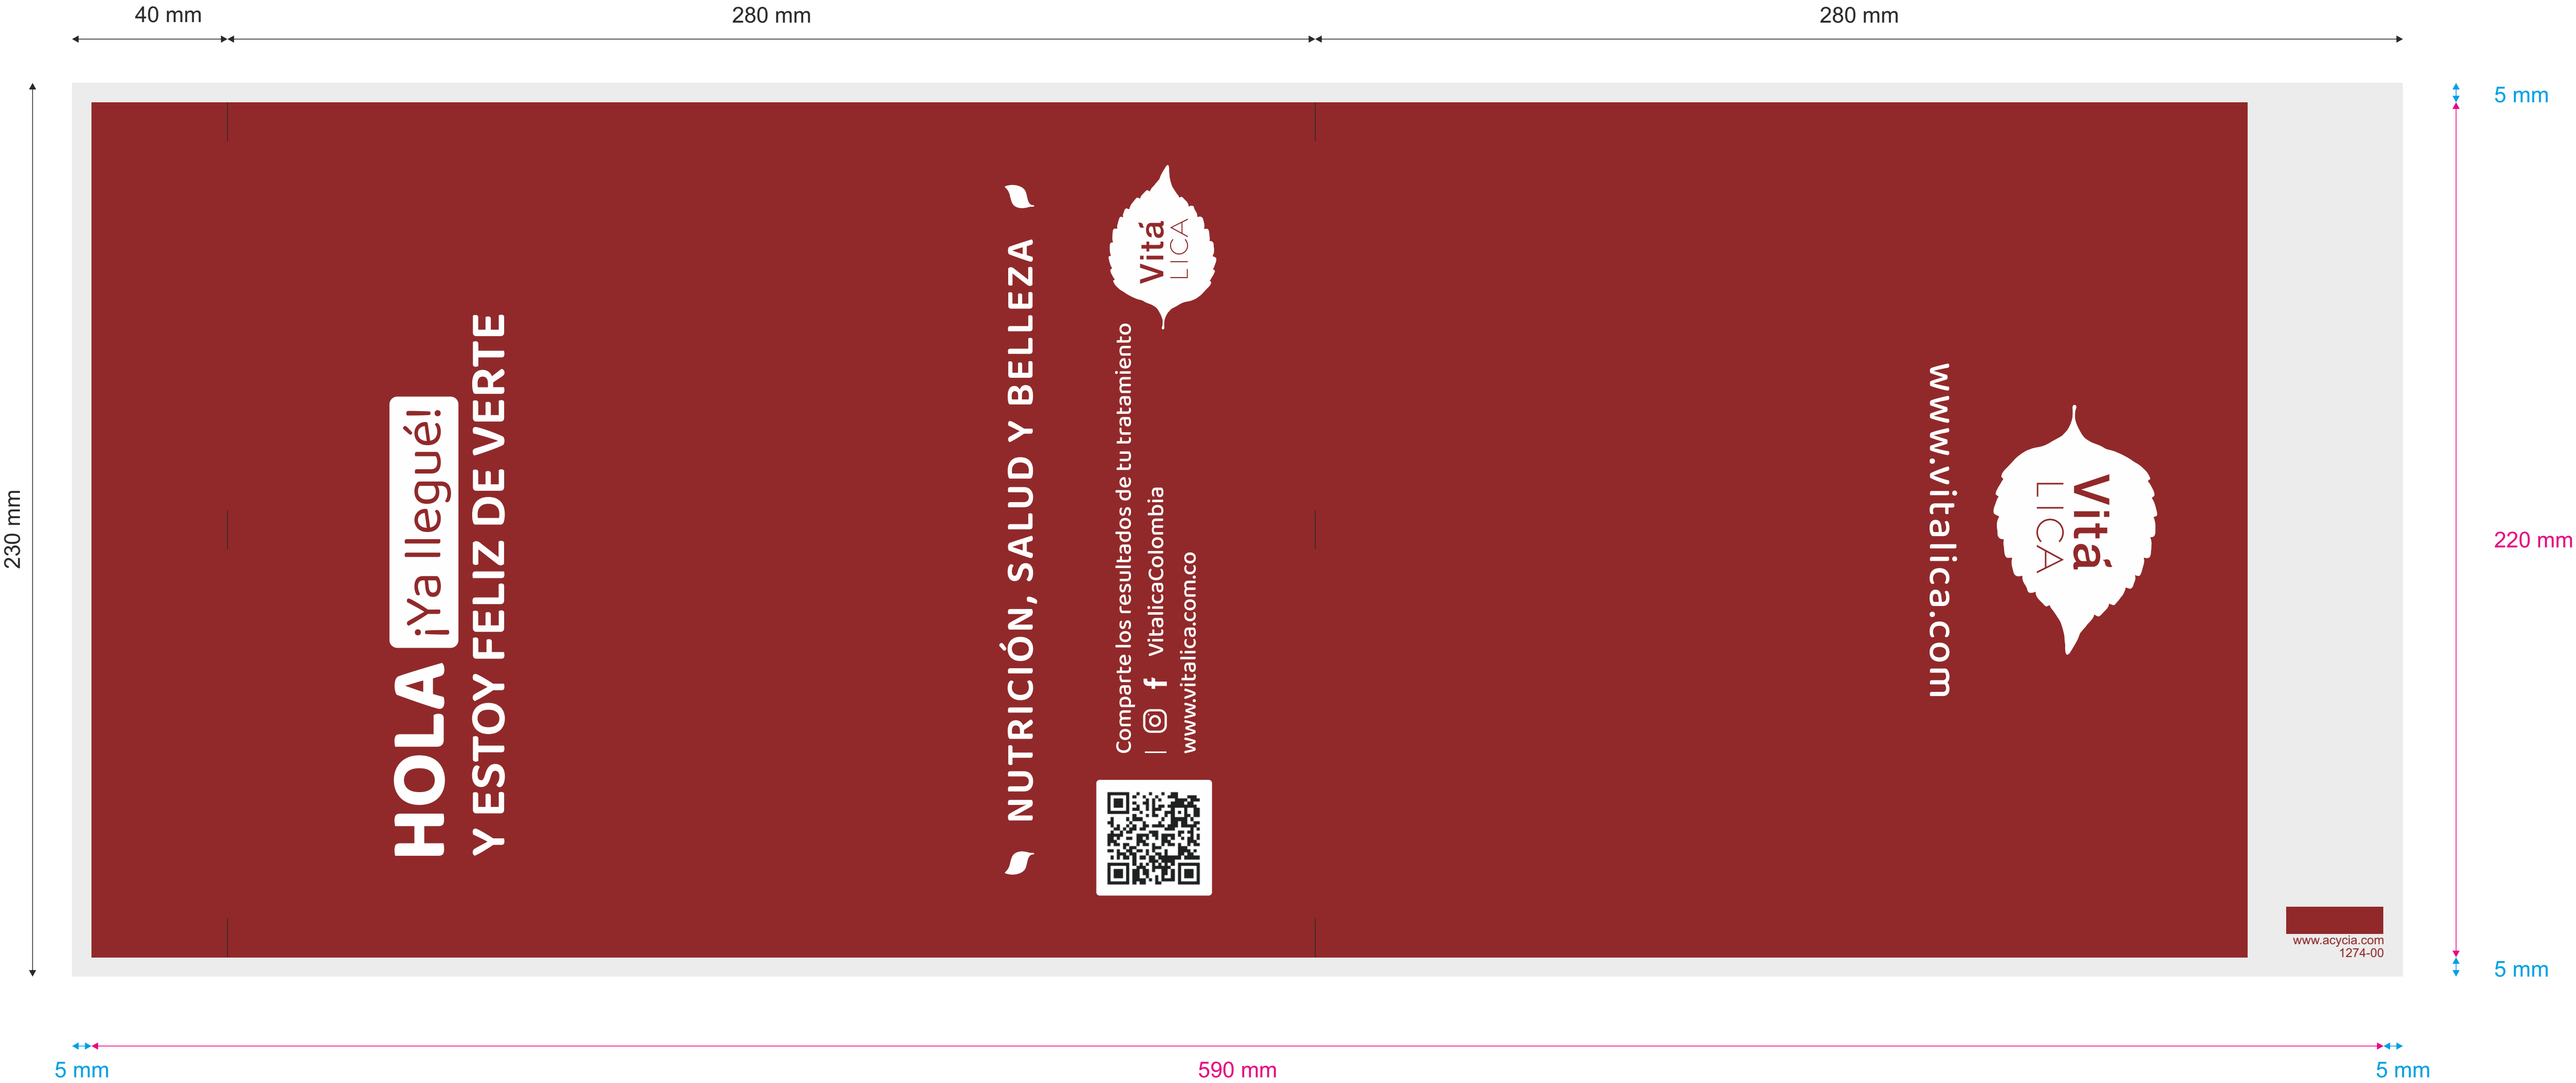 40 mm
280 mm
280 mm
230 mm
5 mm
220 mm
5 mm
HOLA ¡Ya llegué!
Y ESTOY FELIZ DE VERTE
NUTRICIÓN, SALUD Y BELLEZA
Comparte los resultados de tu tratamiento
| f VitalicaColombia
www.vitalica.com.co
Vitá
LICA
www.vitalica.com
Vitá
LICA
www.acycia.com
1274-00
5 mm
590 mm
5 mm